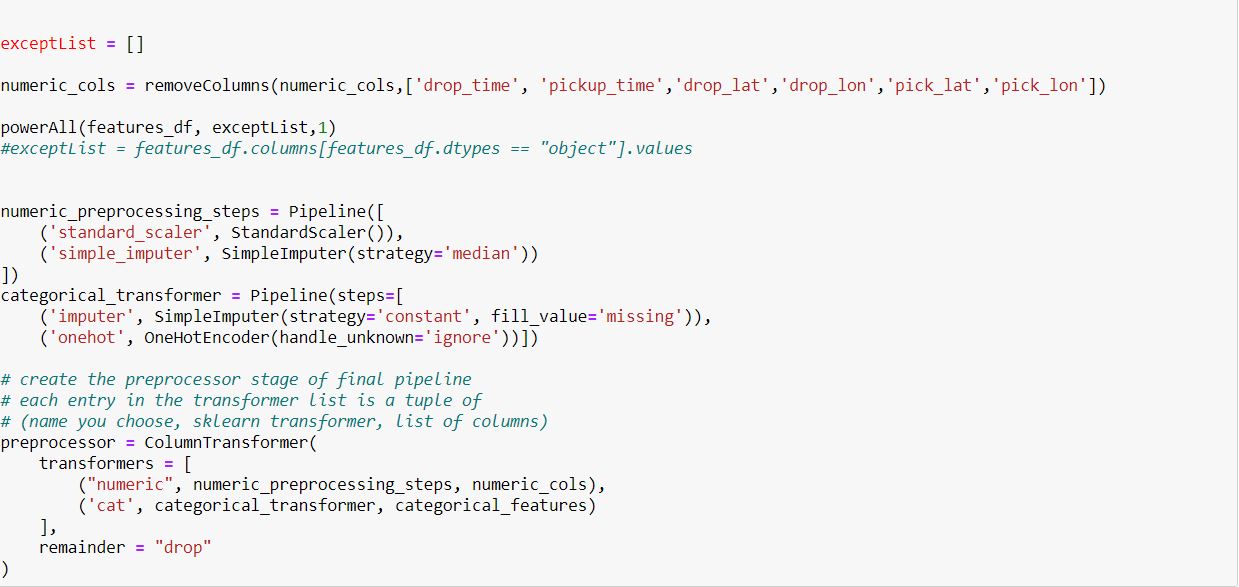 exceptList = []
numeric_cols = removeColumns(numeric_cols,['drop_time', 'pickup_time','drop_lat','drop_lon','pick_lat','pick_lon'])
powerAll(features_df, exceptList,1)
#exceptList = features_df.columns[features_df.dtypes == "object"].values
numeric_preprocessing_steps = Pipeline([
    ('standard_scaler', StandardScaler()),
    ('simple_imputer', SimpleImputer(strategy='median'))
])
categorical_transformer = Pipeline(steps=[
    ('imputer', SimpleImputer(strategy='constant', fill_value='missing')),
    ('onehot', OneHotEncoder(handle_unknown='ignore'))])
# create the preprocessor stage of final pipeline
# each entry in the transformer list is a tuple of
# (name you choose, sklearn transformer, list of columns)
preprocessor = ColumnTransformer(
    transformers = [
        ("numeric", numeric_preprocessing_steps, numeric_cols),
        ('cat', categorical_transformer, categorical_features)
    ],
    remainder = "drop"
)